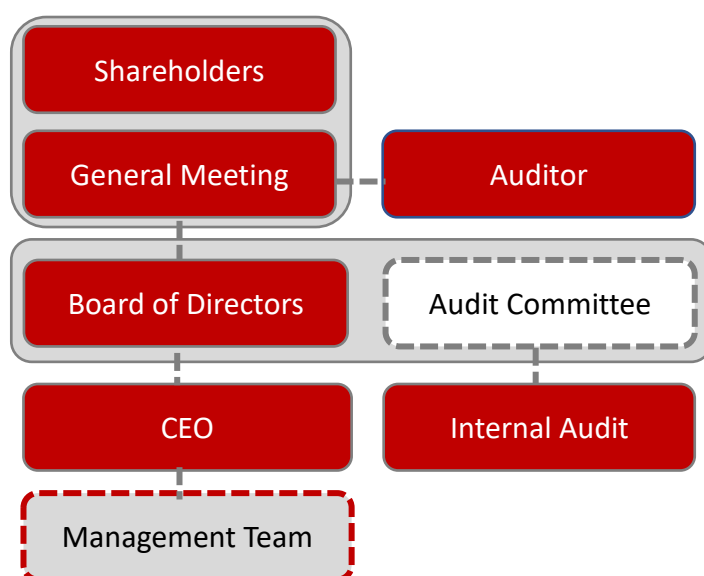 Shareholders
General Meeting
Auditor
Board of Directors
Audit Committee
CEO
Internal Audit
Management Team